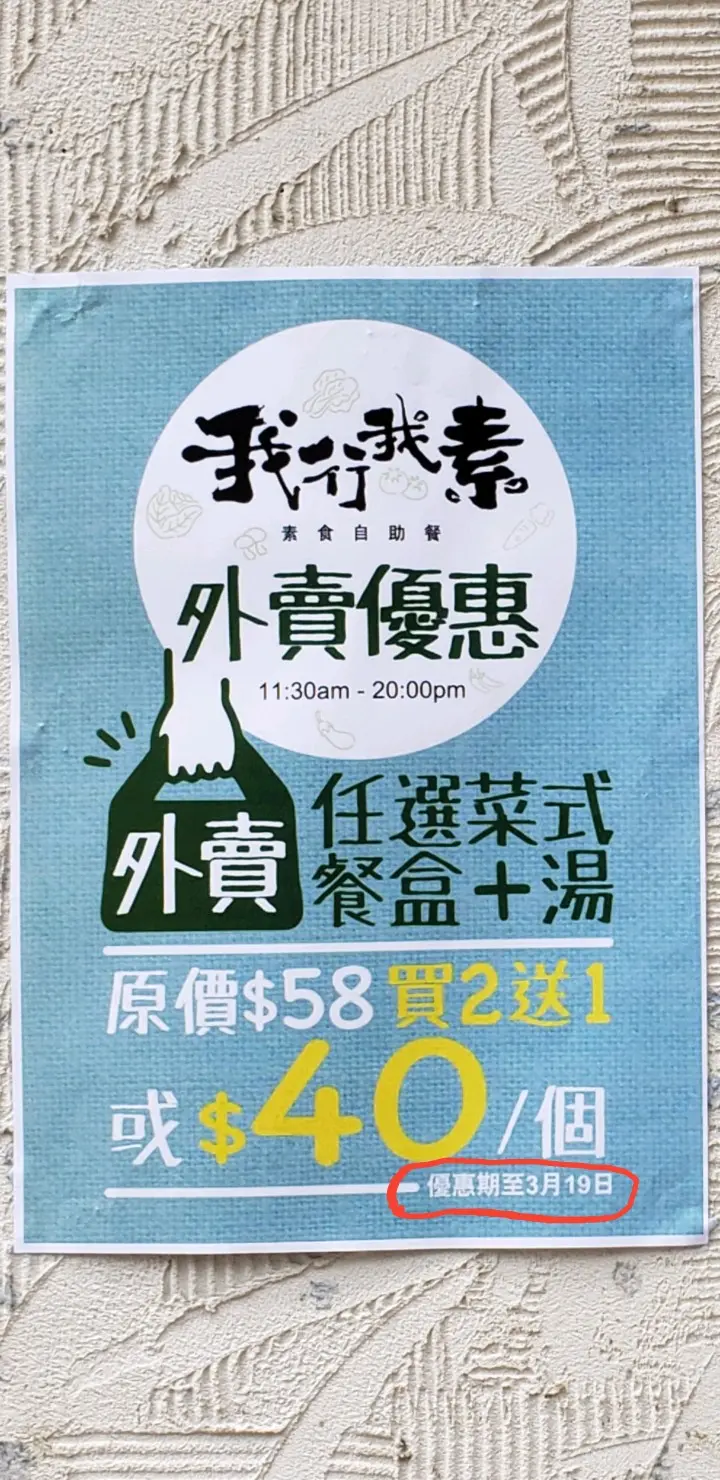 我行我素
素食自助餐
外賣優惠
11:30am - 20:00pm
外賣
任選菜式
餐盒+湯
原價$58買2送1
或$40/個
優惠期至3月19日